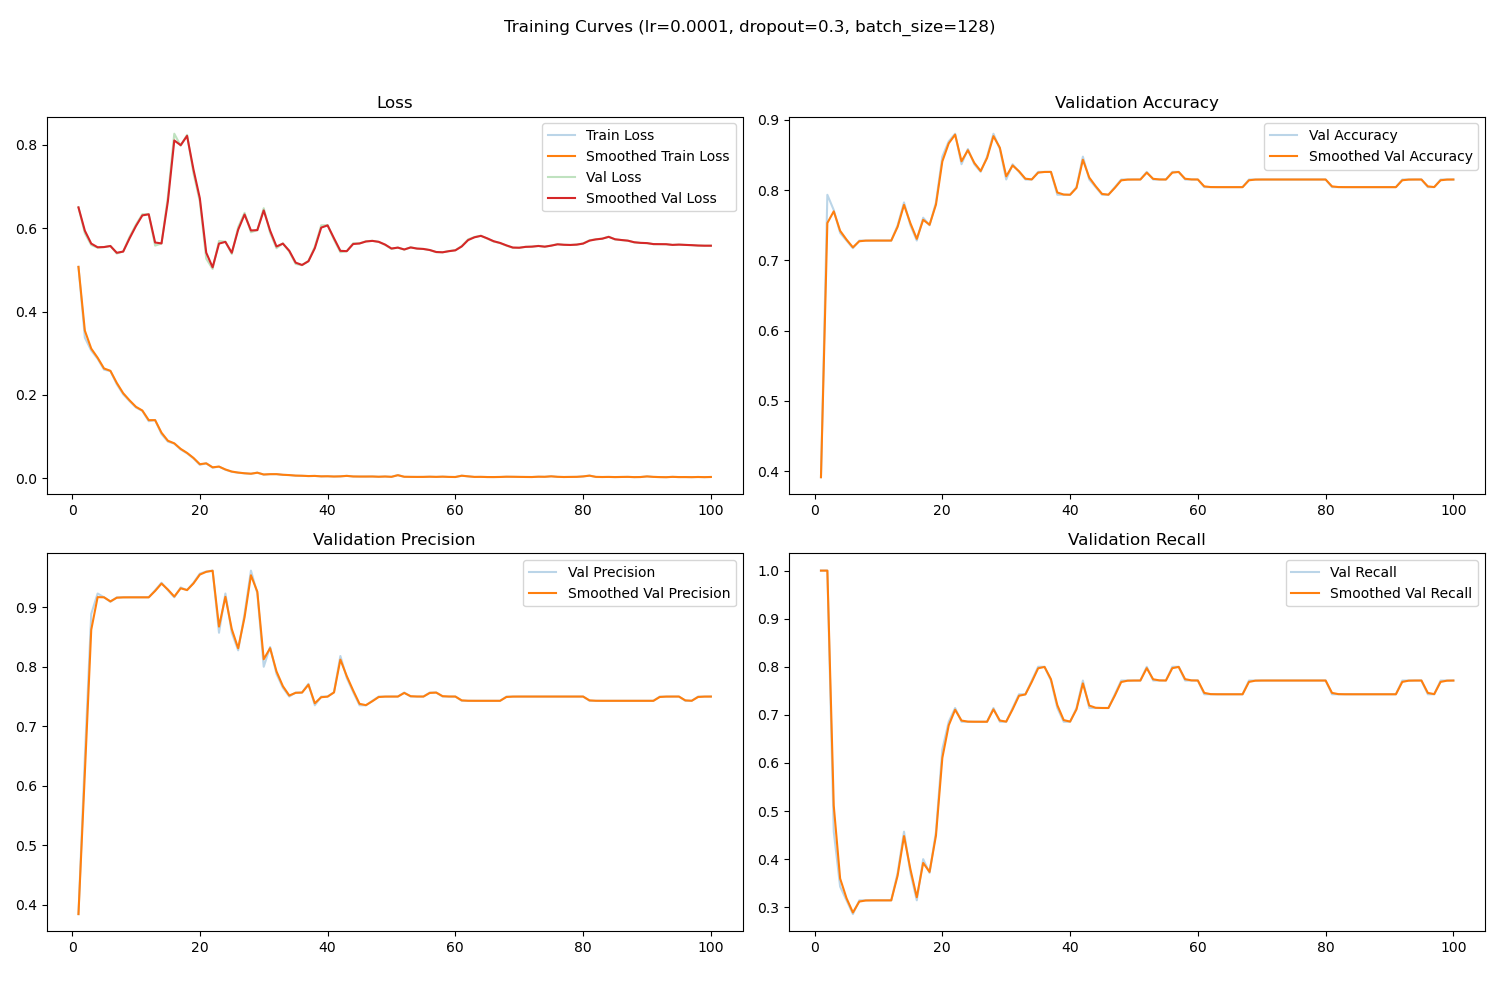 Training Curves (lr=0.0001, dropout=0.3, batch_size=128)
Loss
Train Loss
Smoothed Train Loss
Val Loss
Smoothed Val Loss
0.8
0.6
0.4
0.2
0.0
0 20 40 60 80 100
Validation Accuracy
Val Accuracy
Smoothed Val Accuracy
0.9
0.8
0.7
0.6
0.5
0.4
0 20 40 60 80 100
Validation Precision
Val Precision
Smoothed Val Precision
0.9
0.8
0.7
0.6
0.5
0.4
0 20 40 60 80 100
Validation Recall
Val Recall
Smoothed Val Recall
1.0
0.9
0.8
0.7
0.6
0.5
0.4
0.3
0 20 40 60 80 100